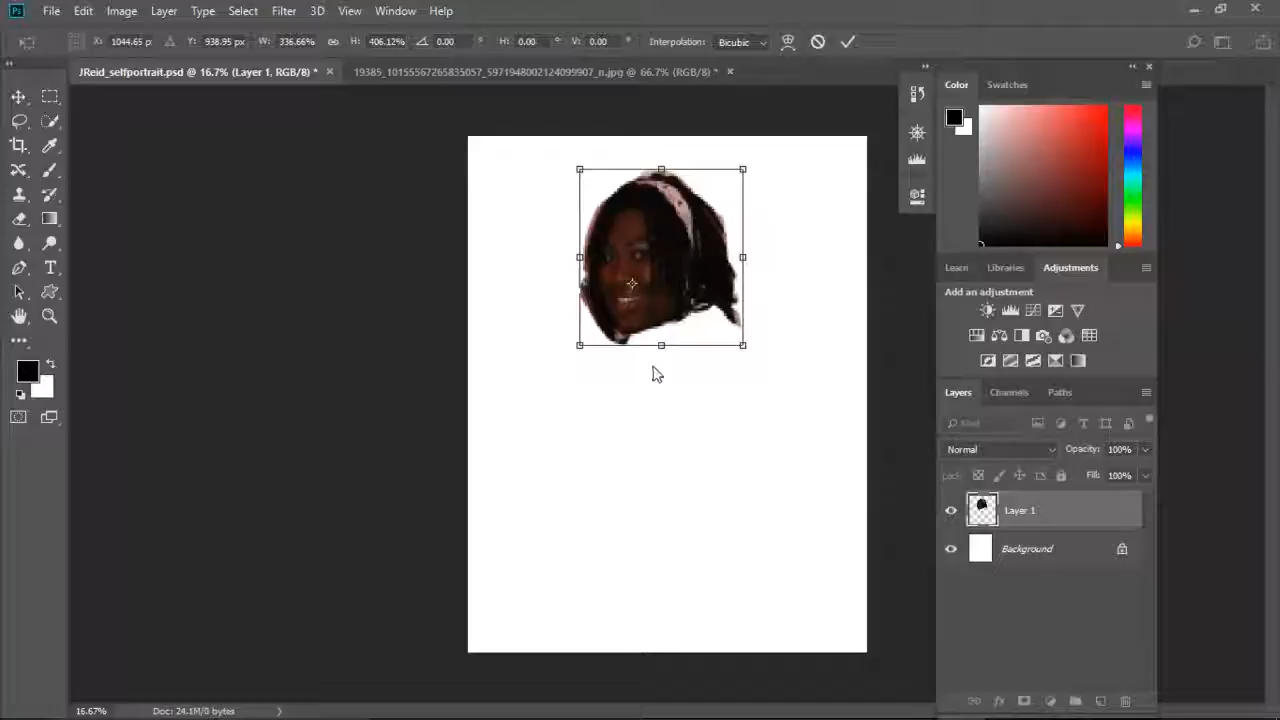 Ps File Edit Image Layer Type Select Filter 3D View Window Help
X: 1044.65 p Y: 938.95 px W: 336.66% H: 406.12% 0.00 ° H: 0.00 ° V: 0.00 ° Interpolation: Bicubic
JReid_selfportrait.psd @ 16.7% (Layer 1, RGB/8) * × 19385_10155567265835057_5971948002124099907_n.jpg @ 66.7% (RGB/8) * ×
Color Swatches
Learn Libraries Adjustments
Add an adjustment
Layers Channels Paths
Kind
Normal Opacity: 100%
Lock: Fill: 100%
Layer 1
Background
16.67% Doc: 24.1M/0 bytes